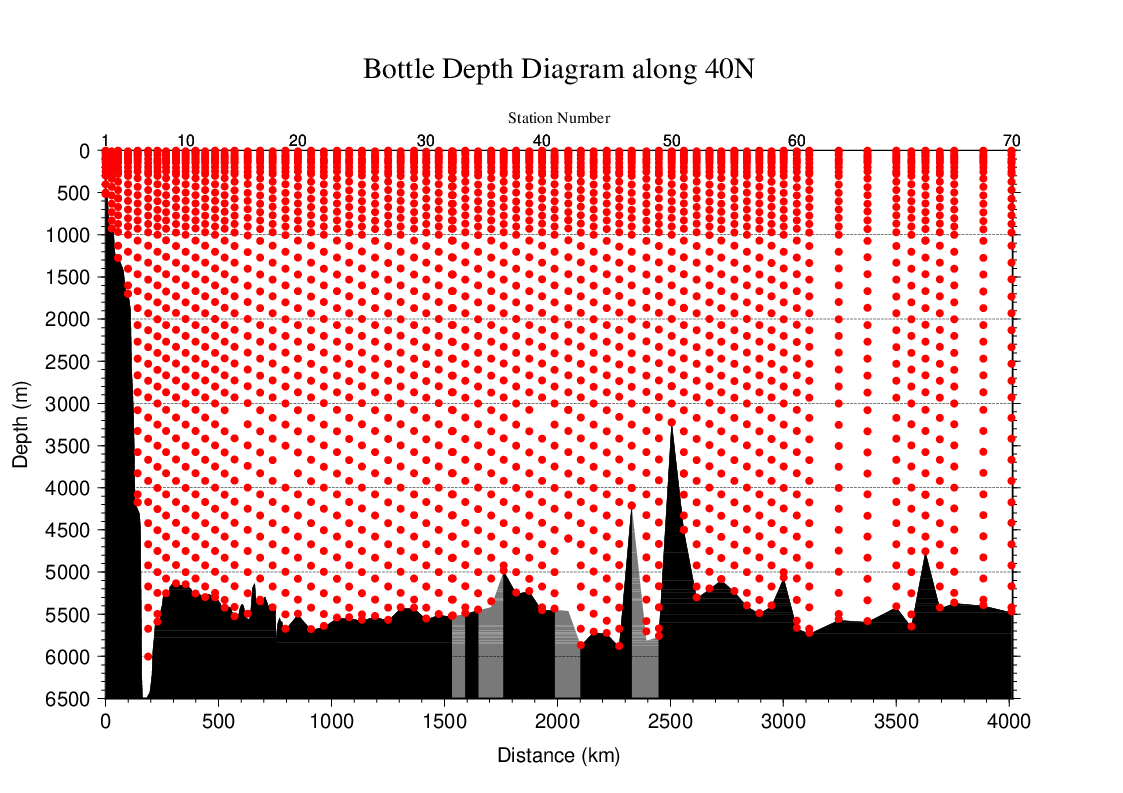 Bottle Depth Diagram along 40N
Station Number
1 10 20 30 40 50 60 70
0
500
1000
1500
2000
2500
3000
3500
4000
4500
5000
5500
6000
6500
Depth (m)
0 500 1000 1500 2000 2500 3000 3500 4000
Distance (km)